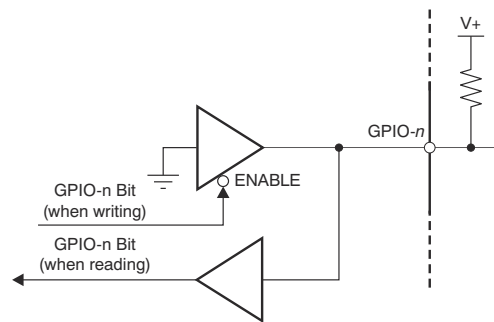 V+
GPIO-n
ENABLE
GPIO-n Bit
(when writing)
GPIO-n Bit
(when reading)